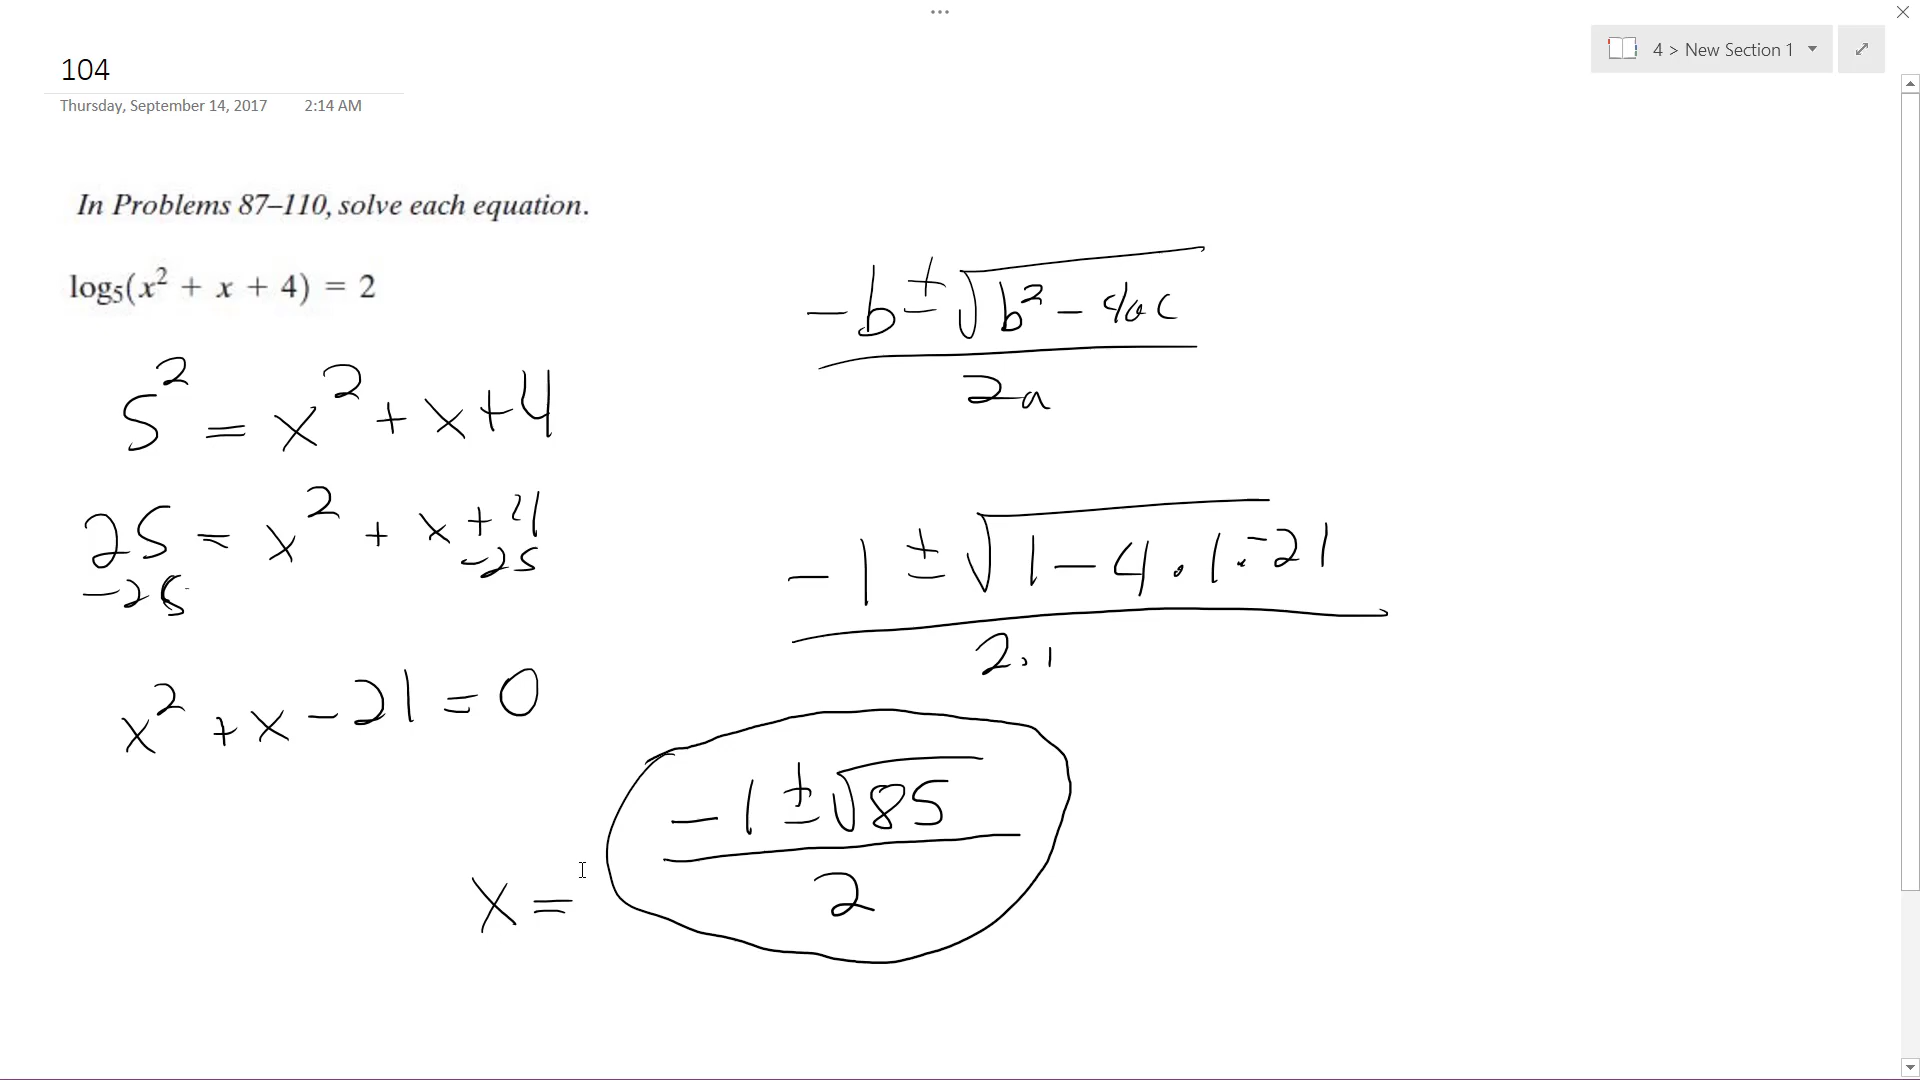 104
Thursday, September 14, 2017 2:14 AM
4 > New Section 1
In Problems 87–110, solve each equation.
log₅(x² + x + 4) = 2
5² = x² + x + 4
25 = x² + x + 4
-25 -25
x² + x - 21 = 0
-b ± √(b² - 4ac)
2a
-1 ± √(1 - 4 · 1 · -21)
2 · 1
-1 ± √85
2
x =